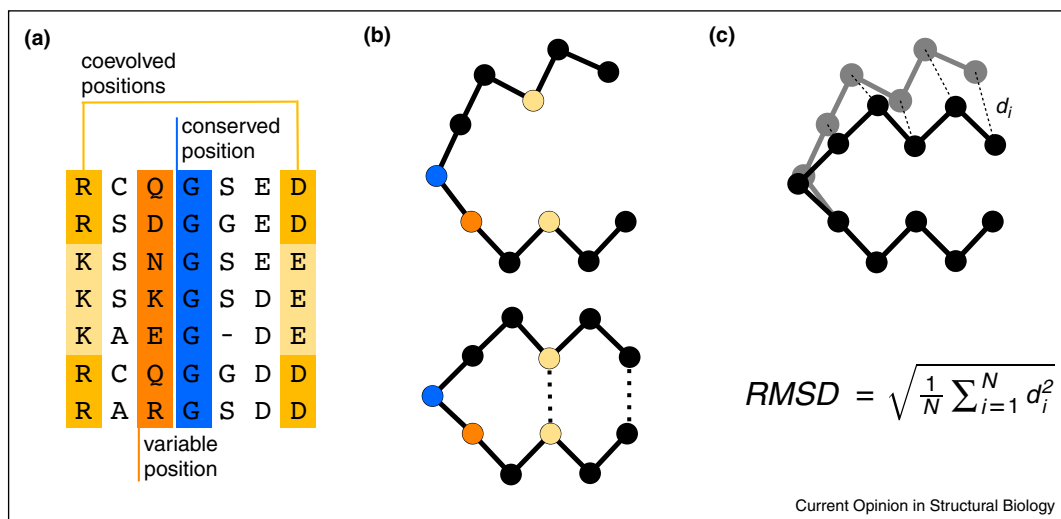 (a)
coevolved
positions
conserved
position
R C Q G S E D
R S D G G E D
K S N G S E E
K S K G S D E
K A E G - D E
R C Q G G D D
R A R G S D D
variable
position
(b)
(c)
d_i
RMSD = √(1/N ∑_{i=1}^{N} d_i^2)
Current Opinion in Structural Biology